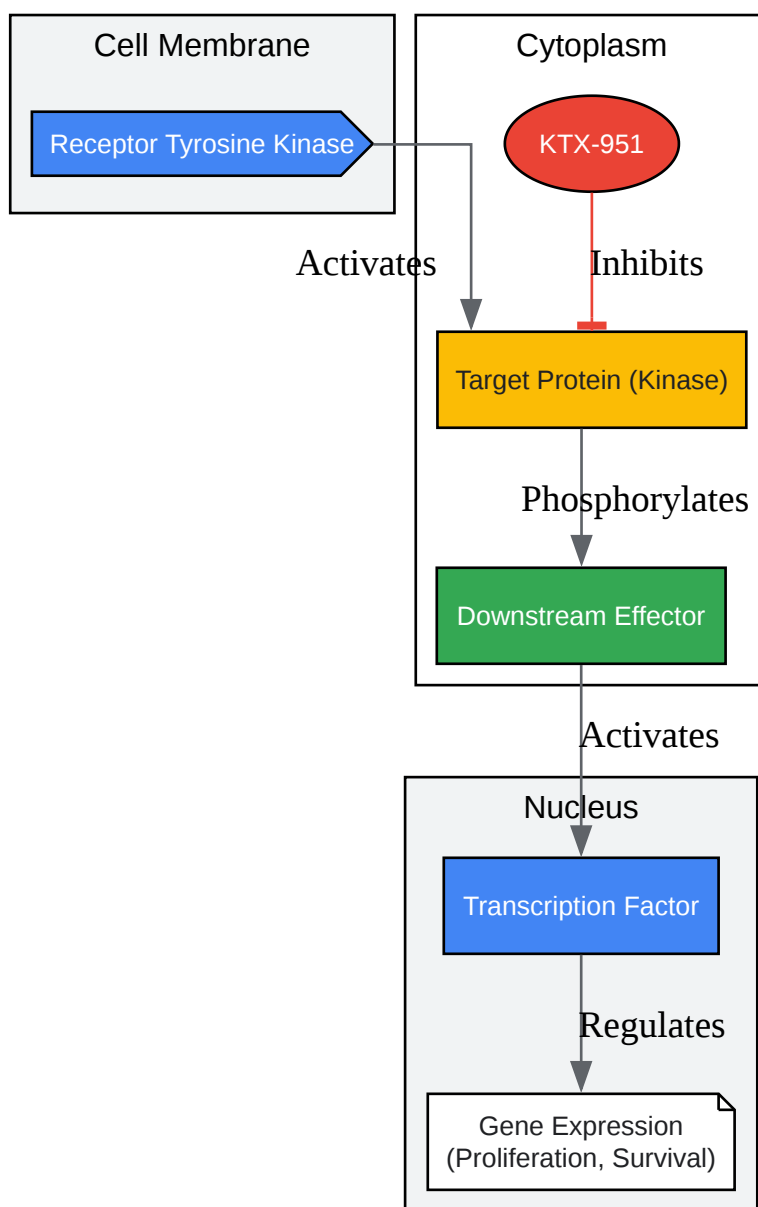 Cell Membrane
Cytoplasm
Receptor Tyrosine Kinase
KTX-951
Activates
Inhibits
Target Protein (Kinase)
Phosphorylates
Downstream Effector
Activates
Nucleus
Transcription Factor
Regulates
Gene Expression
(Proliferation, Survival)